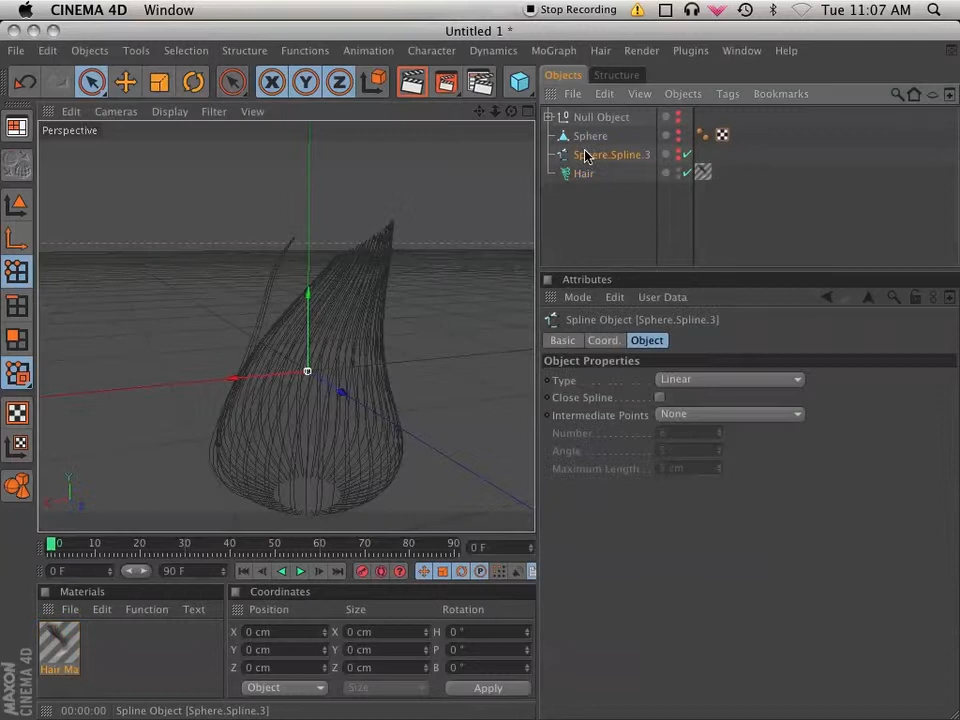 CINEMA 4D Window Stop Recording Tue 11:07 AM
Untitled 1 *
File Edit Objects Tools Selection Structure Functions Animation Character Dynamics MoGraph Hair Render Plugins Window Help
X Y Z
Objects Structure
File Edit View Objects Tags Bookmarks
Edit Cameras Display Filter View
Perspective
Null Object
Sphere
Sphere.Spline.3
Hair
Attributes
Mode Edit User Data
Spline Object [Sphere.Spline.3]
Basic Coord. Object
Object Properties
Type Linear
Close Spline
Intermediate Points None
Number
Angle
Maximum Length
Y
0 10 20 30 40 50 60 70 80 90 0 F
0 F 90 F
Materials
File Edit Function Text
Hair Ma
Coordinates
Position Size Rotation
X 0 cm X 0 cm H 0 °
Y 0 cm Y 0 cm P 0 °
Z 0 cm Z 0 cm B 0 °
Object Size Apply
MAXON CINEMA 4D
00:00:00 Spline Object [Sphere.Spline.3]